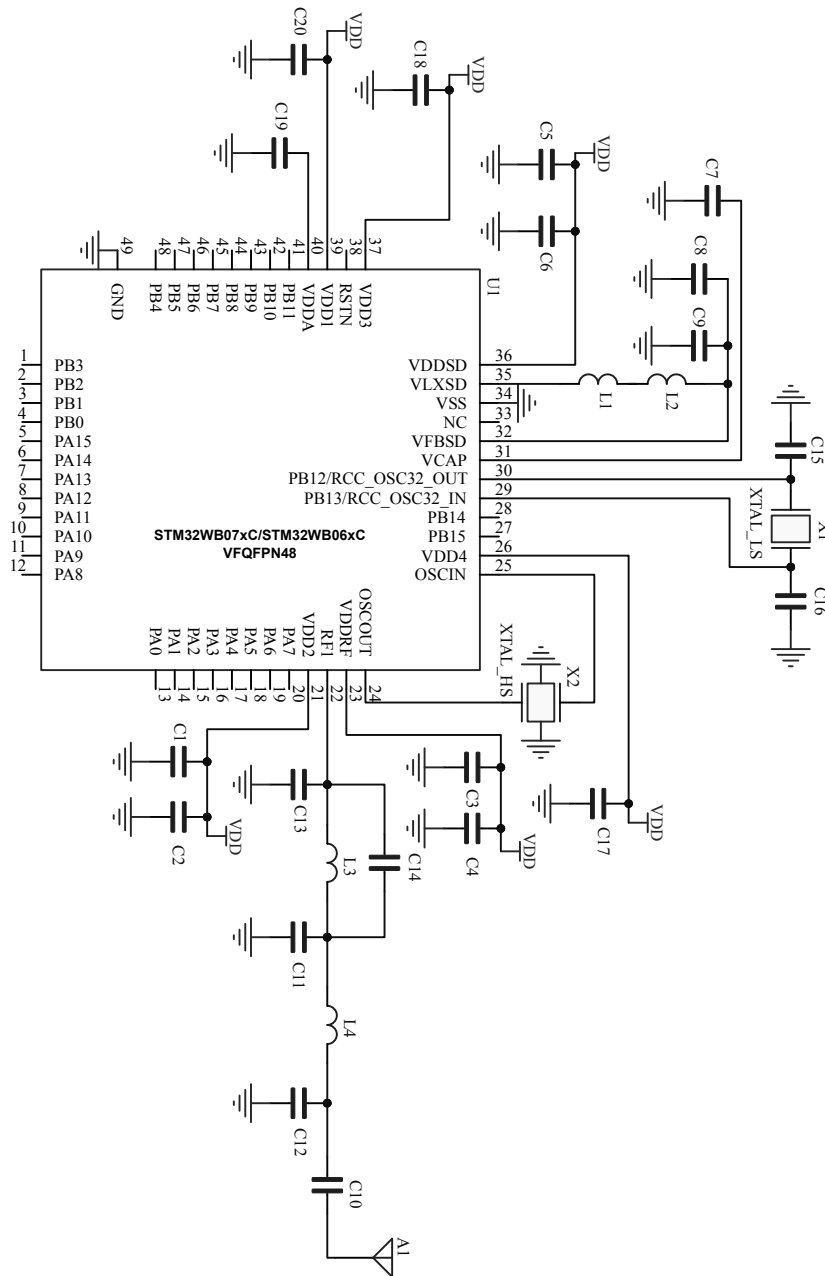 C20
VDD
C18
VDD
C19
C5
VDD
C7
C6
C8
C9
49
48
47
46
45
44
43
42
41
40
39
38
37
GND
PB4
PB5
PB6
PB7
PB8
PB9
PB10
PB11
VDDA
VDD1
RSTN
VDD3
U1
1 PB3
2 PB2
3 PB1
4 PB0
5 PA15
6 PA14
7 PA13
8 PA12
9 PA11
10 PA10
11 PA9
12 PA8
VDDSD 36
VLXSD 35
VSS 34
NC 33
VFBSD 32
VCAP 31
PB12/RCC_OSC32_OUT 30
PB13/RCC_OSC32_IN 29
PB14 28
PB15 27
VDD4 26
OSCIN 25
L1
L2
C15
XTAL_LS
C16
STM32WB07xC/STM32WB06xC
VFQFPN48
PA0
PA1
PA2
PA3
PA4
PA5
PA6
PA7
VDD2
RF1
VDDRF
OSCOUT
13
14
15
16
17
18
19
20
21
22
23
24
XTAL_HS
X2
C1
C2
VDD
C13
L3
C14
C3
C4
VDD
C17
VDD
C11
L4
C12
C10
A1